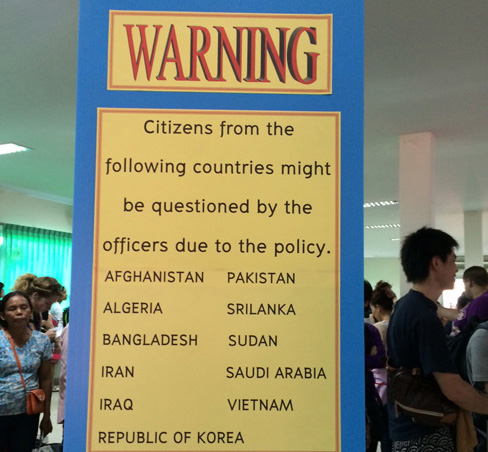 WARNING
Citizens from the
following countries might
be questioned by the
officers due to the policy.
AFGHANISTAN PAKISTAN
ALGERIA SRILANKA
BANGLADESH SUDAN
IRAN SAUDI ARABIA
IRAQ VIETNAM
REPUBLIC OF KOREA